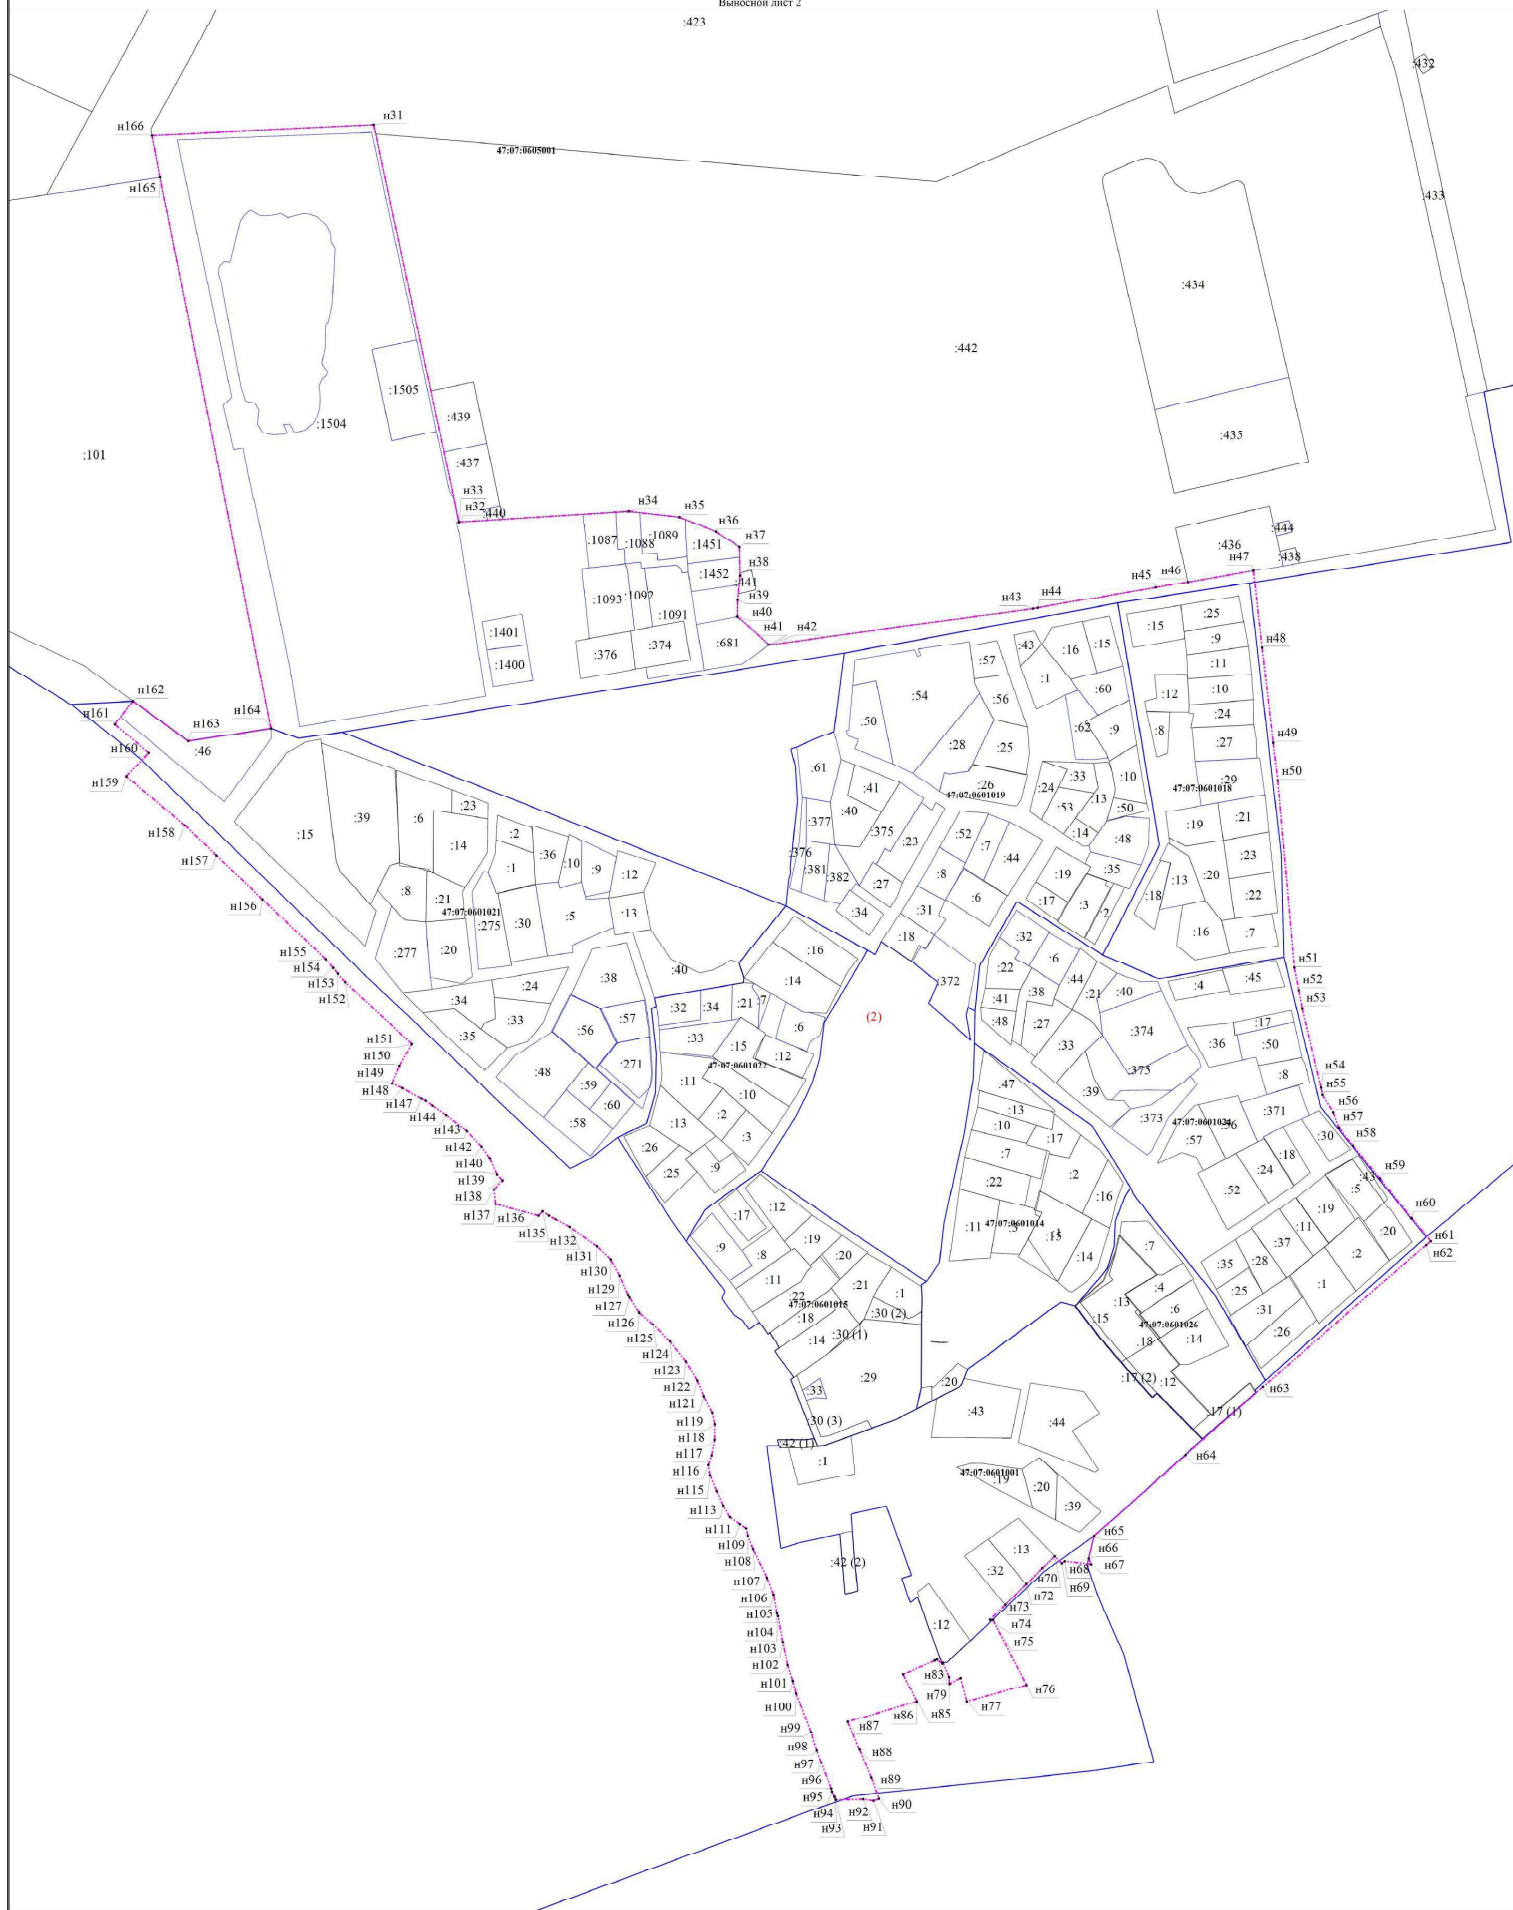 Выносной лист 2
:423
:432
н166
н31
47:07:0605001
н165
:433
:434
:442
:1505
:1504
:439
:435
:101
:437
н33
н32
:440
н34
н35
н36
н37
:1087
:1088
:1089
:1451
:444
:436
:438
н38
:1452
:441
н47
н46
н45
н39
:1093
:1092
н40
:1091
н43
н44
:1401
:1400
:376
:374
:681
н41
н42
:15
:25
:9
:43
:16
:15
н48
:11
:57
:1
:10
:60
:12
:54
:56
н162
н161
н164
н163
:50
:62
:9
:8
:24
:27
н49
:46
н160
:28
:25
н159
:61
:33
:10
:29
н50
47:07:0601018
:41
:26
47:07:0601019
:24
:53
:13
:50
:39
:6
:23
:40
:377
:375
:23
:52
:7
:14
:48
:19
:21
н158
:15
:2
:14
:36
:10
:9
:1
:12
:376
:381
:382
:44
:23
н157
:8
:27
:35
:19
:13
:20
:18
:8
:21
47:07:0601021
:6
:17
:3
:2
:22
н156
:34
:31
:13
:5
:30
:275
:16
:7
:18
:32
:277
:20
:16
:6
:22
н155
н154
н153
н152
:40
:14
:372
:44
:4
:45
н51
н52
н53
:38
:24
:34
:33
:35
:32
:34
:21
:7
:41
:38
:21
:40
(2)
:57
:56
:6
:48
:27
:374
:17
:36
:50
:33
:15
:12
:33
:8
н151
н150
н149
н148
:271
47:07:0601022
:373
:48
:59
:11
:10
:47
:39
н54
н55
н56
н57
н58
:60
:58
:2
:13
:13
:373
:371
н147
н144
н143
:10
:17
47:07:0601024
:57
:30
:3
:7
н142
н140
н139
н138
н137
:26
:25
:9
:2
:18
:24
н59
:43
:5
:22
:16
:52
:12
:17
:19
н60
н136
н135
н132
н131
н130
:11
47:07:0601014
:14
:37
:11
:20
н61
н62
:9
:8
:19
:20
:7
:35
:28
:2
:11
:21
:1
:4
:25
:1
н129
н127
н126
:22
47:07:0601015
:18
:30 (2)
:13
:15
:6
:31
47:07:0601026
:14
:30 (1)
:14
:26
:18
н125
н124
н123
н122
н121
:29
:20
:17 (2)
:12
н63
:33
:43
:44
:17 (1)
н119
н118
н117
н116
н115
:30 (3)
:42 (1)
:1
н64
47:07:0601001
:19
:20
:39
н113
н111
н109
н108
н107
н106
н105
н104
н103
н102
н101
н100
н65
н66
н67
:42 (2)
:13
:32
н68
н69
н70
н72
н73
н74
:12
н75
н83
н79
н76
н77
н85
н86
н87
н99
н98
н97
н88
н96
н95
н94
н93
н89
н90
н92
н91